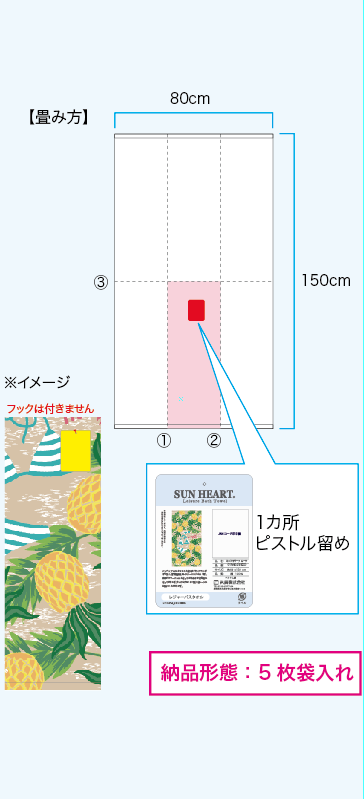 80cm
【畳み方】
③
150cm
※イメージ
フックは付きません
①
②
SUN HEART.
Leisure Bath Towel
1カ所
ピストル留め
レジャーバスタオル
納品形態：5枚袋入れ